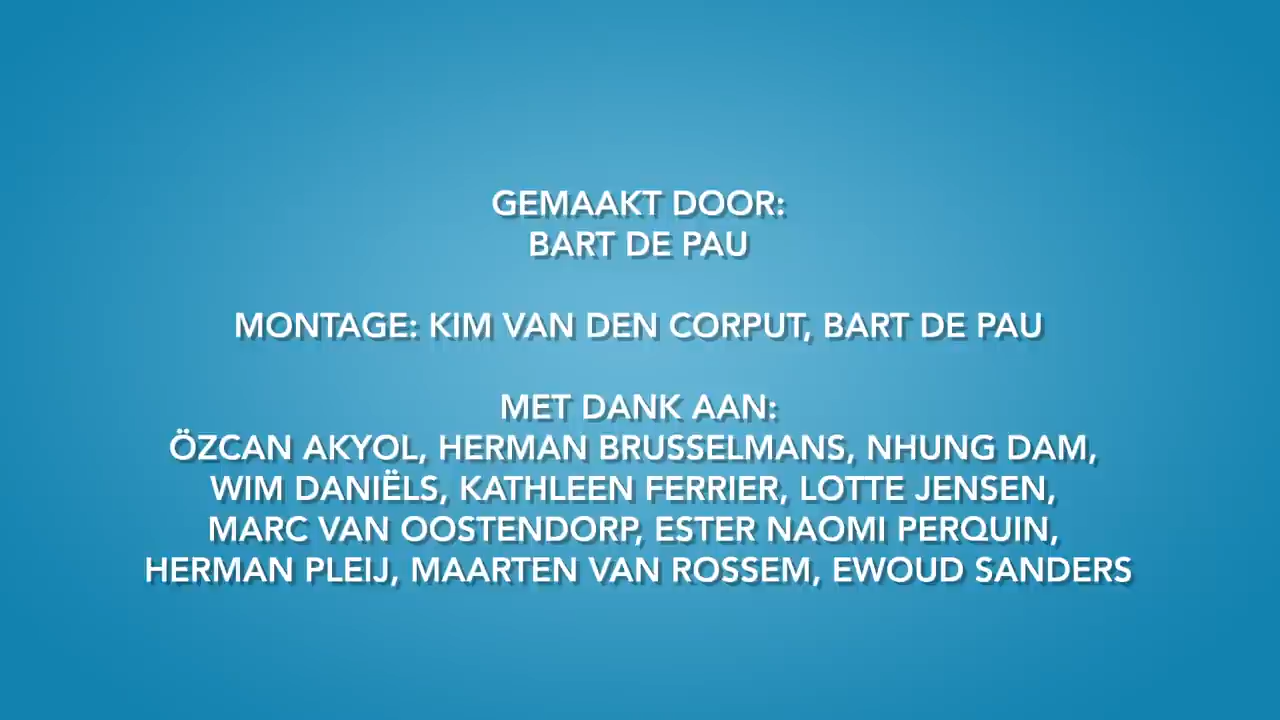 GEMAAKT DOOR:
BART DE PAU
MONTAGE: KIM VAN DEN CORPUT, BART DE PAU
MET DANK AAN:
ÖZCAN AKYOL, HERMAN BRUSSELMANS, NHUNG DAM,
WIM DANIËLS, KATHLEEN FERRIER, LOTTE JENSEN,
MARC VAN OOSTENDORP, ESTER NAOMI PERQUIN,
HERMAN PLEIJ, MAARTEN VAN ROSSEM, EWOUD SANDERS